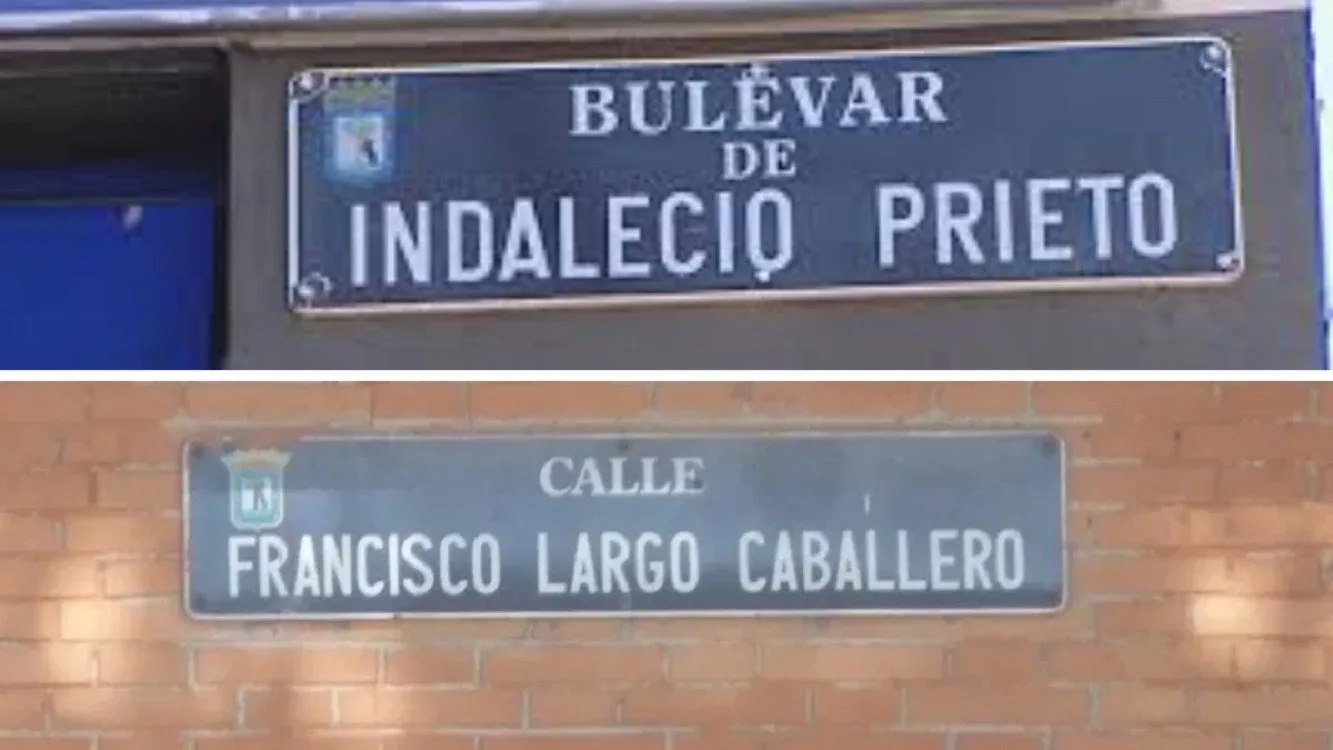 BULEVAR
DE
INDALECIO PRIETO
CALLE
FRANCISCO LARGO CABALLERO